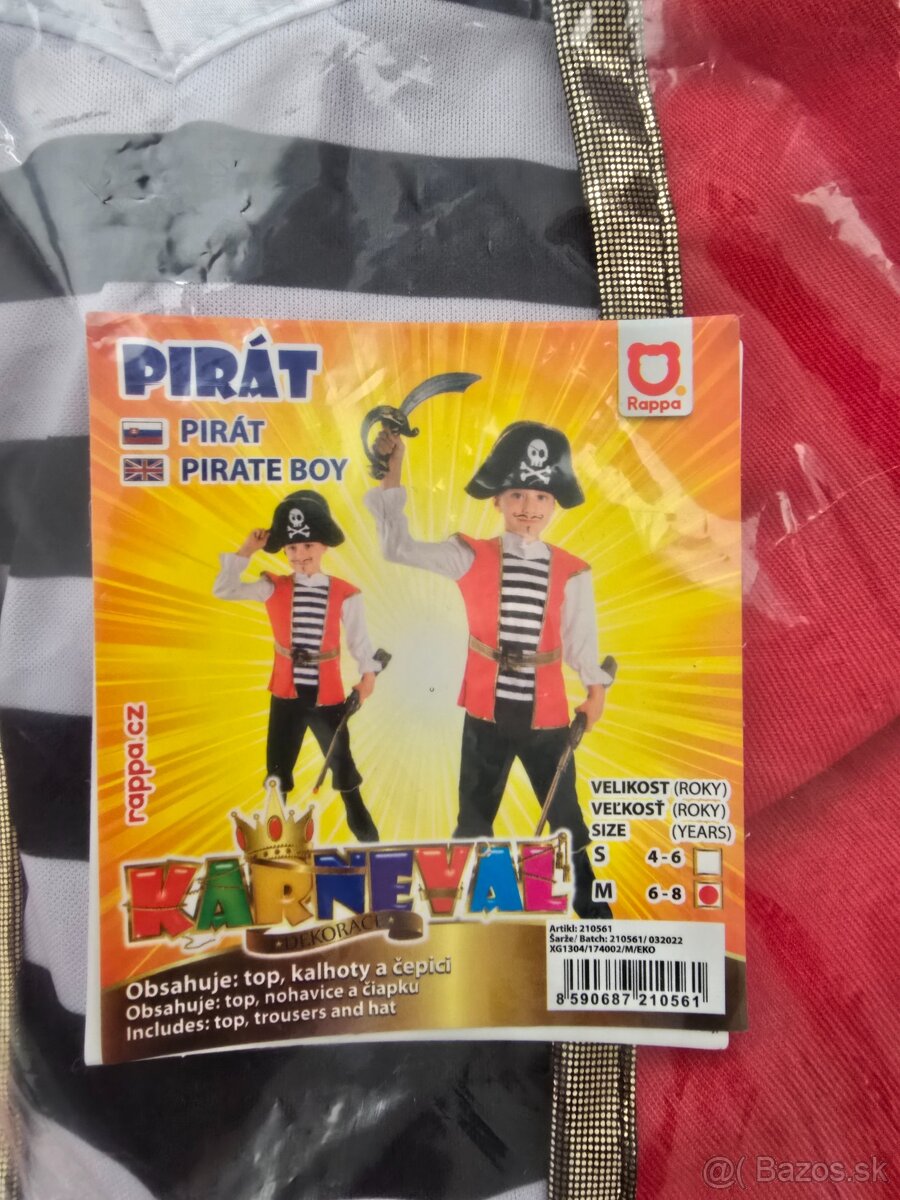 PIRÁT
PIRÁT
PIRATE BOY
Rappa
rappa.cz
VELIKOST (ROKY)
VEĽKOSŤ (ROKY)
SIZE (YEARS)
S 4-6
M 6-8
KARNEVAL
DEKORACE
Obsahuje: top, kalhoty a čepici
Obsahuje: top, nohavice a čiapku
Includes: top, trousers and hat
Artikl: 210561
Šarže/ Batch: 210561/ 032022
XG1304/174002/M/EKO
8 590687 210561
@( Bazos.sk